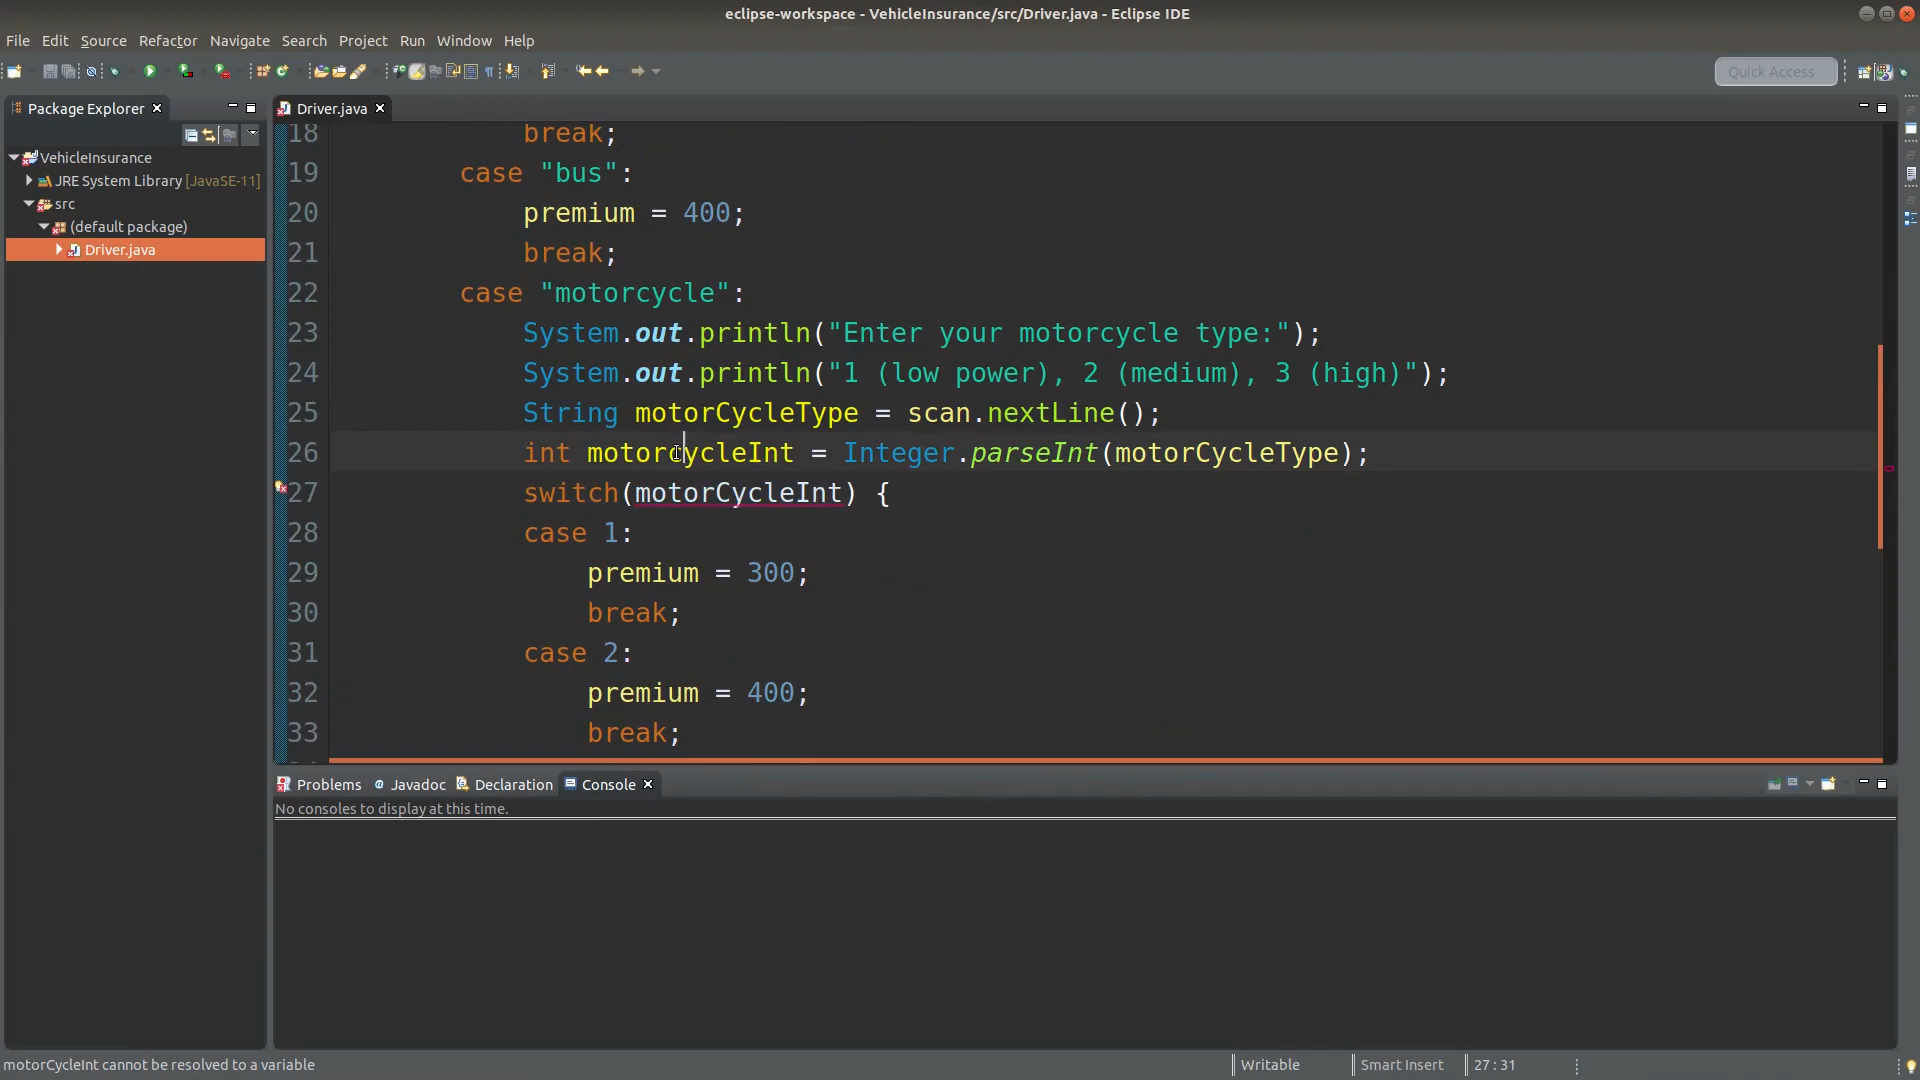 eclipse-workspace - VehicleInsurance/src/Driver.java - Eclipse IDE
File Edit Source Refactor Navigate Search Project Run Window Help
Quick Access
Package Explorer
Driver.java
VehicleInsurance
JRE System Library [JavaSE-11]
src
(default package)
Driver.java
18 break;
19 case "bus":
20 premium = 400;
21 break;
22 case "motorcycle":
23 System.out.println("Enter your motorcycle type:");
24 System.out.println("1 (low power), 2 (medium), 3 (high)");
25 String motorCycleType = scan.nextLine();
26 int motorcycleInt = Integer.parseInt(motorCycleType);
27 switch(motorCycleInt) {
28 case 1:
29 premium = 300;
30 break;
31 case 2:
32 premium = 400;
33 break;
Problems @ Javadoc Declaration Console
No consoles to display at this time.
motorCycleInt cannot be resolved to a variable
Writable
Smart Insert
27 : 31